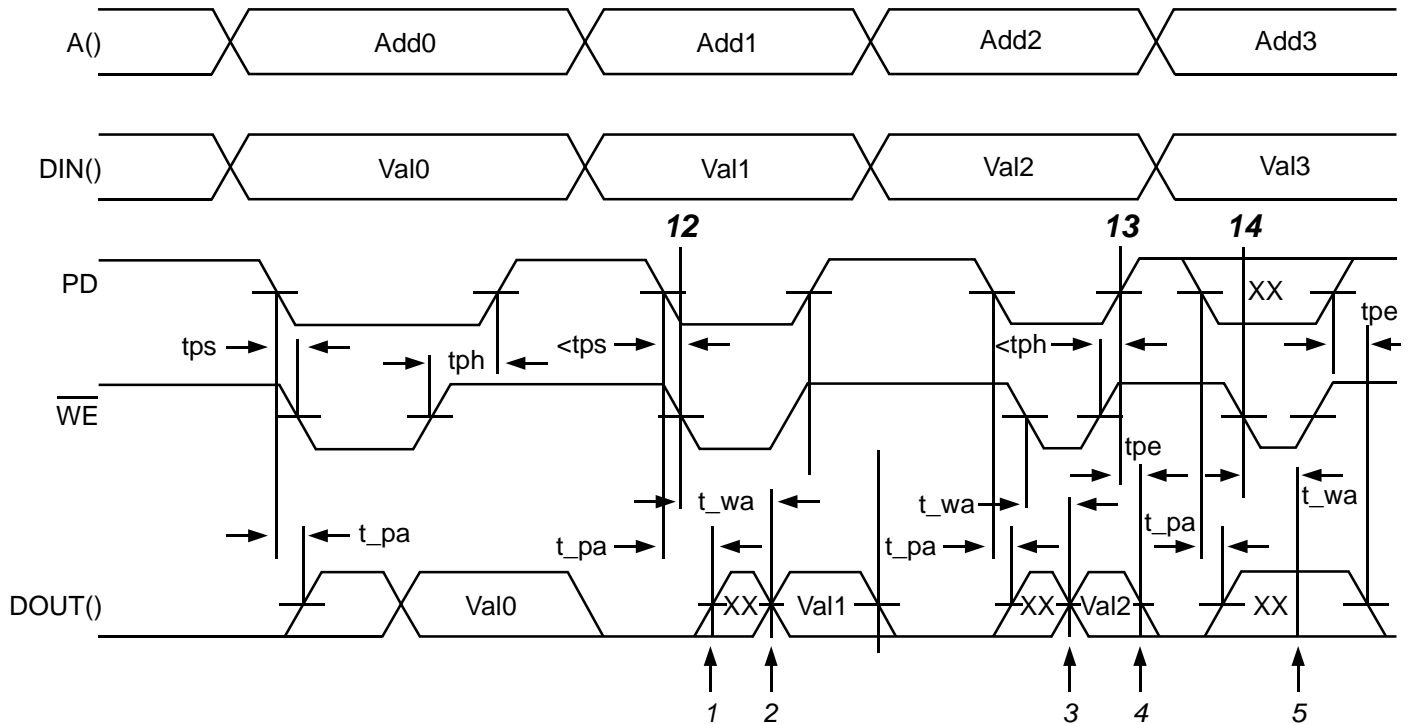 A() Add0 Add1 Add2 Add3
DIN() Val0 Val1 Val2 Val3
12 13 14
PD XX
tps tph <tps <tph tpe
WE
tpe
t_wa t_wa t_wa
t_pa t_pa t_pa t_pa
DOUT() Val0 XX Val1 XX Val2 XX
1 2 3 4 5